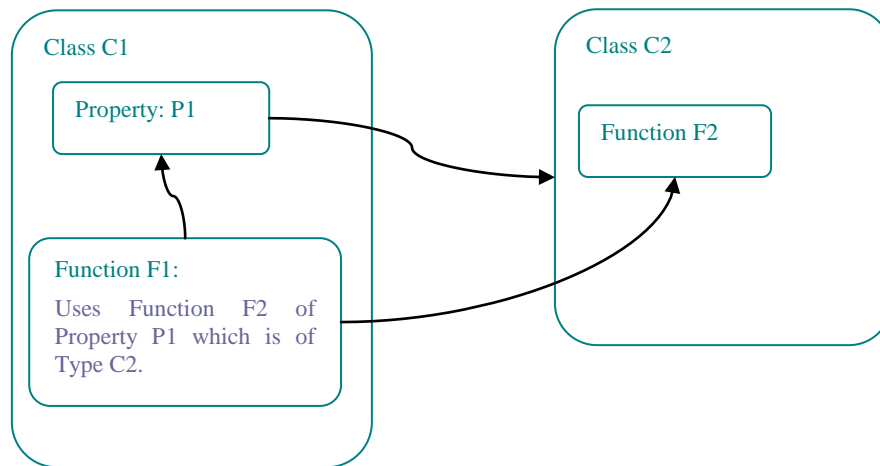 Class C1
Property: P1
Function F1:
Uses Function F2 of
Property P1 which is of
Type C2.
Class C2
Function F2